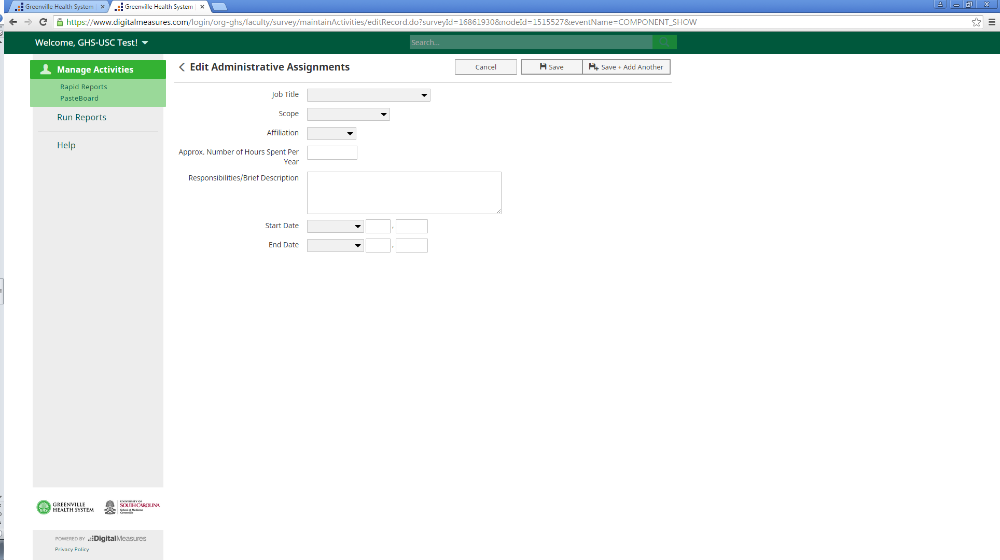 Greenville Health System
Greenville Health System
https://www.digitalmeasures.com/login/org-ghs/faculty/survey/maintainActivities/editRecord.do?surveyId=16861930&nodeId=1515527&eventName=COMPONENT_SHOW
Welcome, GHS-USC Test!
Search...
Manage Activities
Rapid Reports
PasteBoard
Run Reports
Help
Edit Administrative Assignments
Cancel
Save
Save + Add Another
Job Title
Scope
Affiliation
Approx. Number of Hours Spent Per
Year
Responsibilities/Brief Description
Start Date
,
End Date
,
GHS
GREENVILLE
HEALTH SYSTEM
UNIVERSITY OF
SOUTH CAROLINA
School of Medicine
Greenville
POWERED BY DigitalMeasures
Privacy Policy